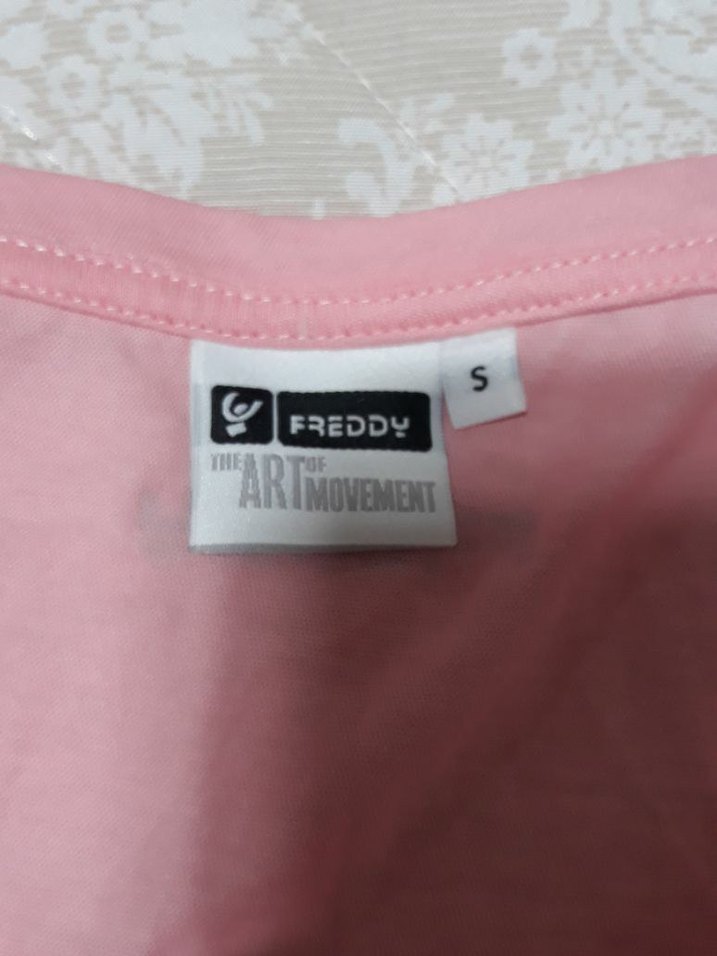 FREDDY
S
THE ART OF MOVEMENT